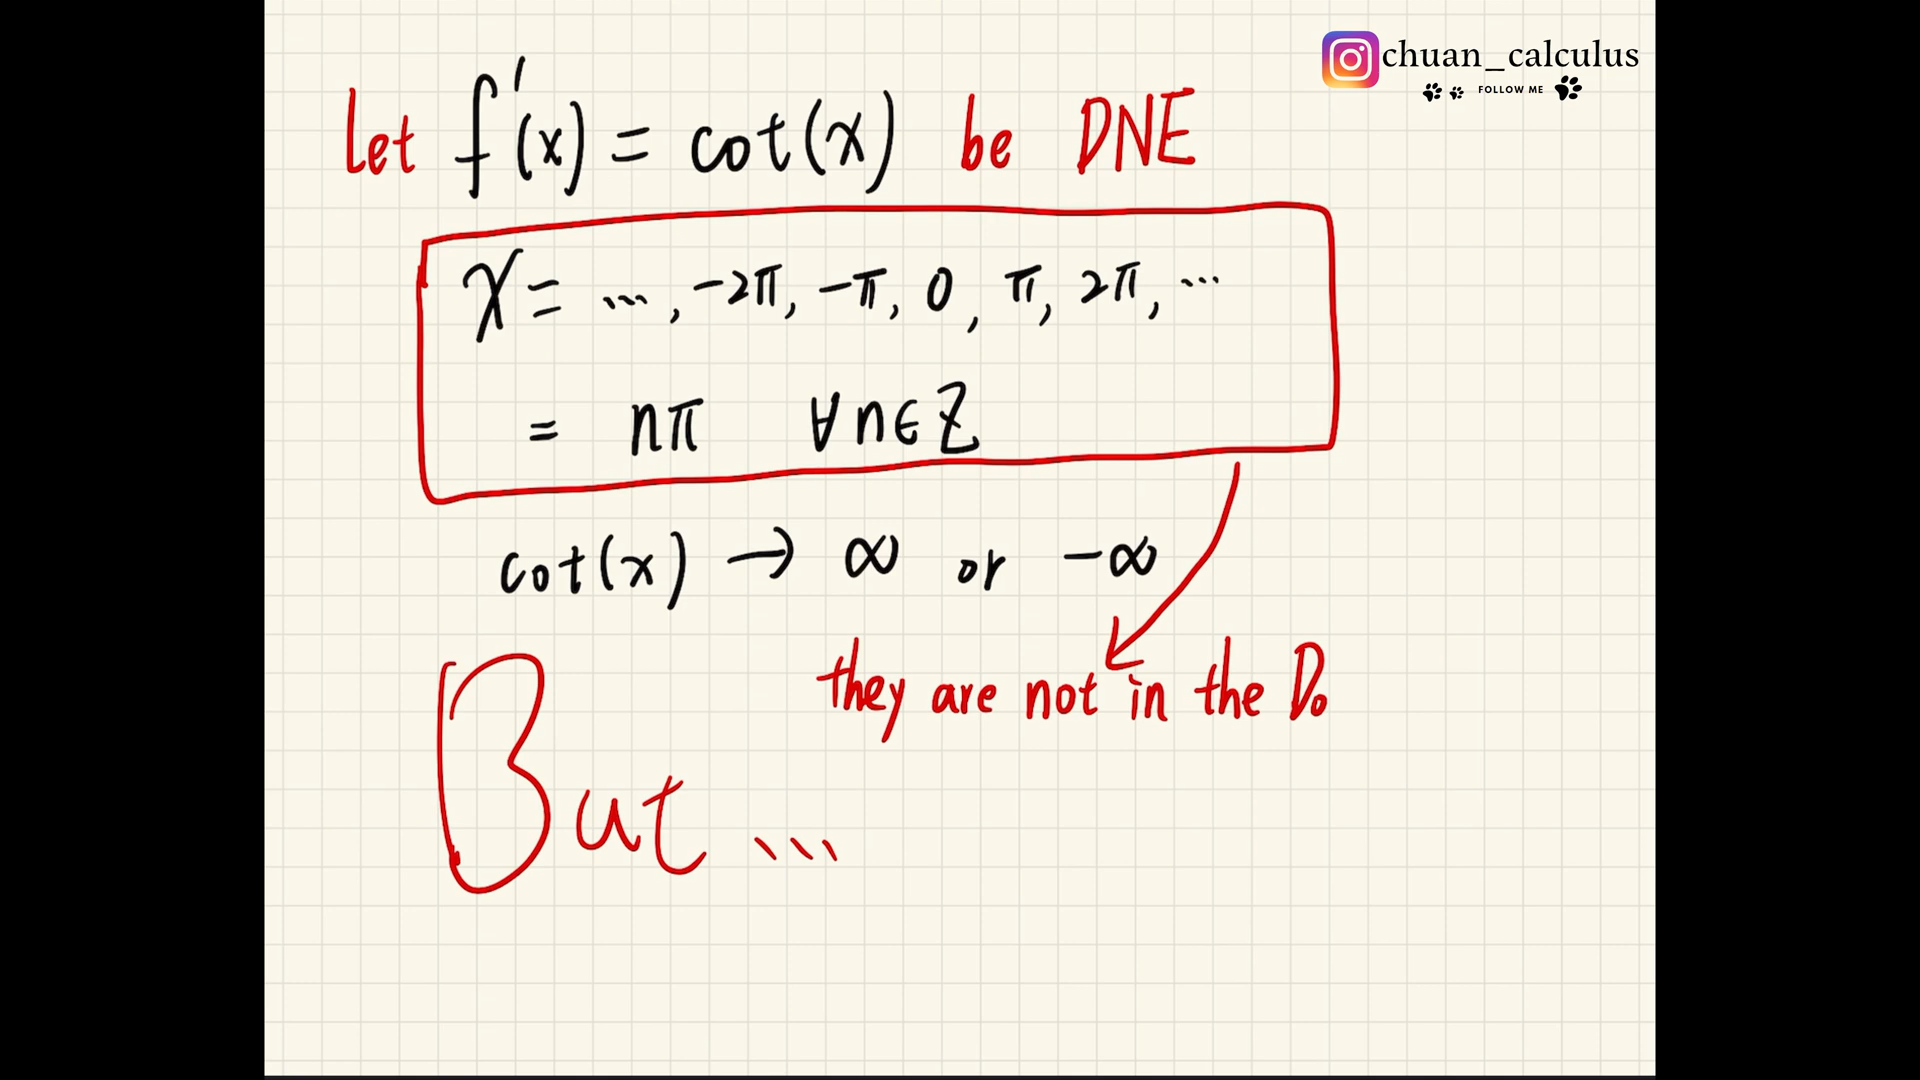 chuan_calculus
FOLLOW ME
Let f'(x) = cot(x) be DNE
x = ..., -2π, -π, 0, π, 2π, ...
= nπ ∀n∈Z
cot(x) → ∞ or -∞
they are not in the Do
But ...